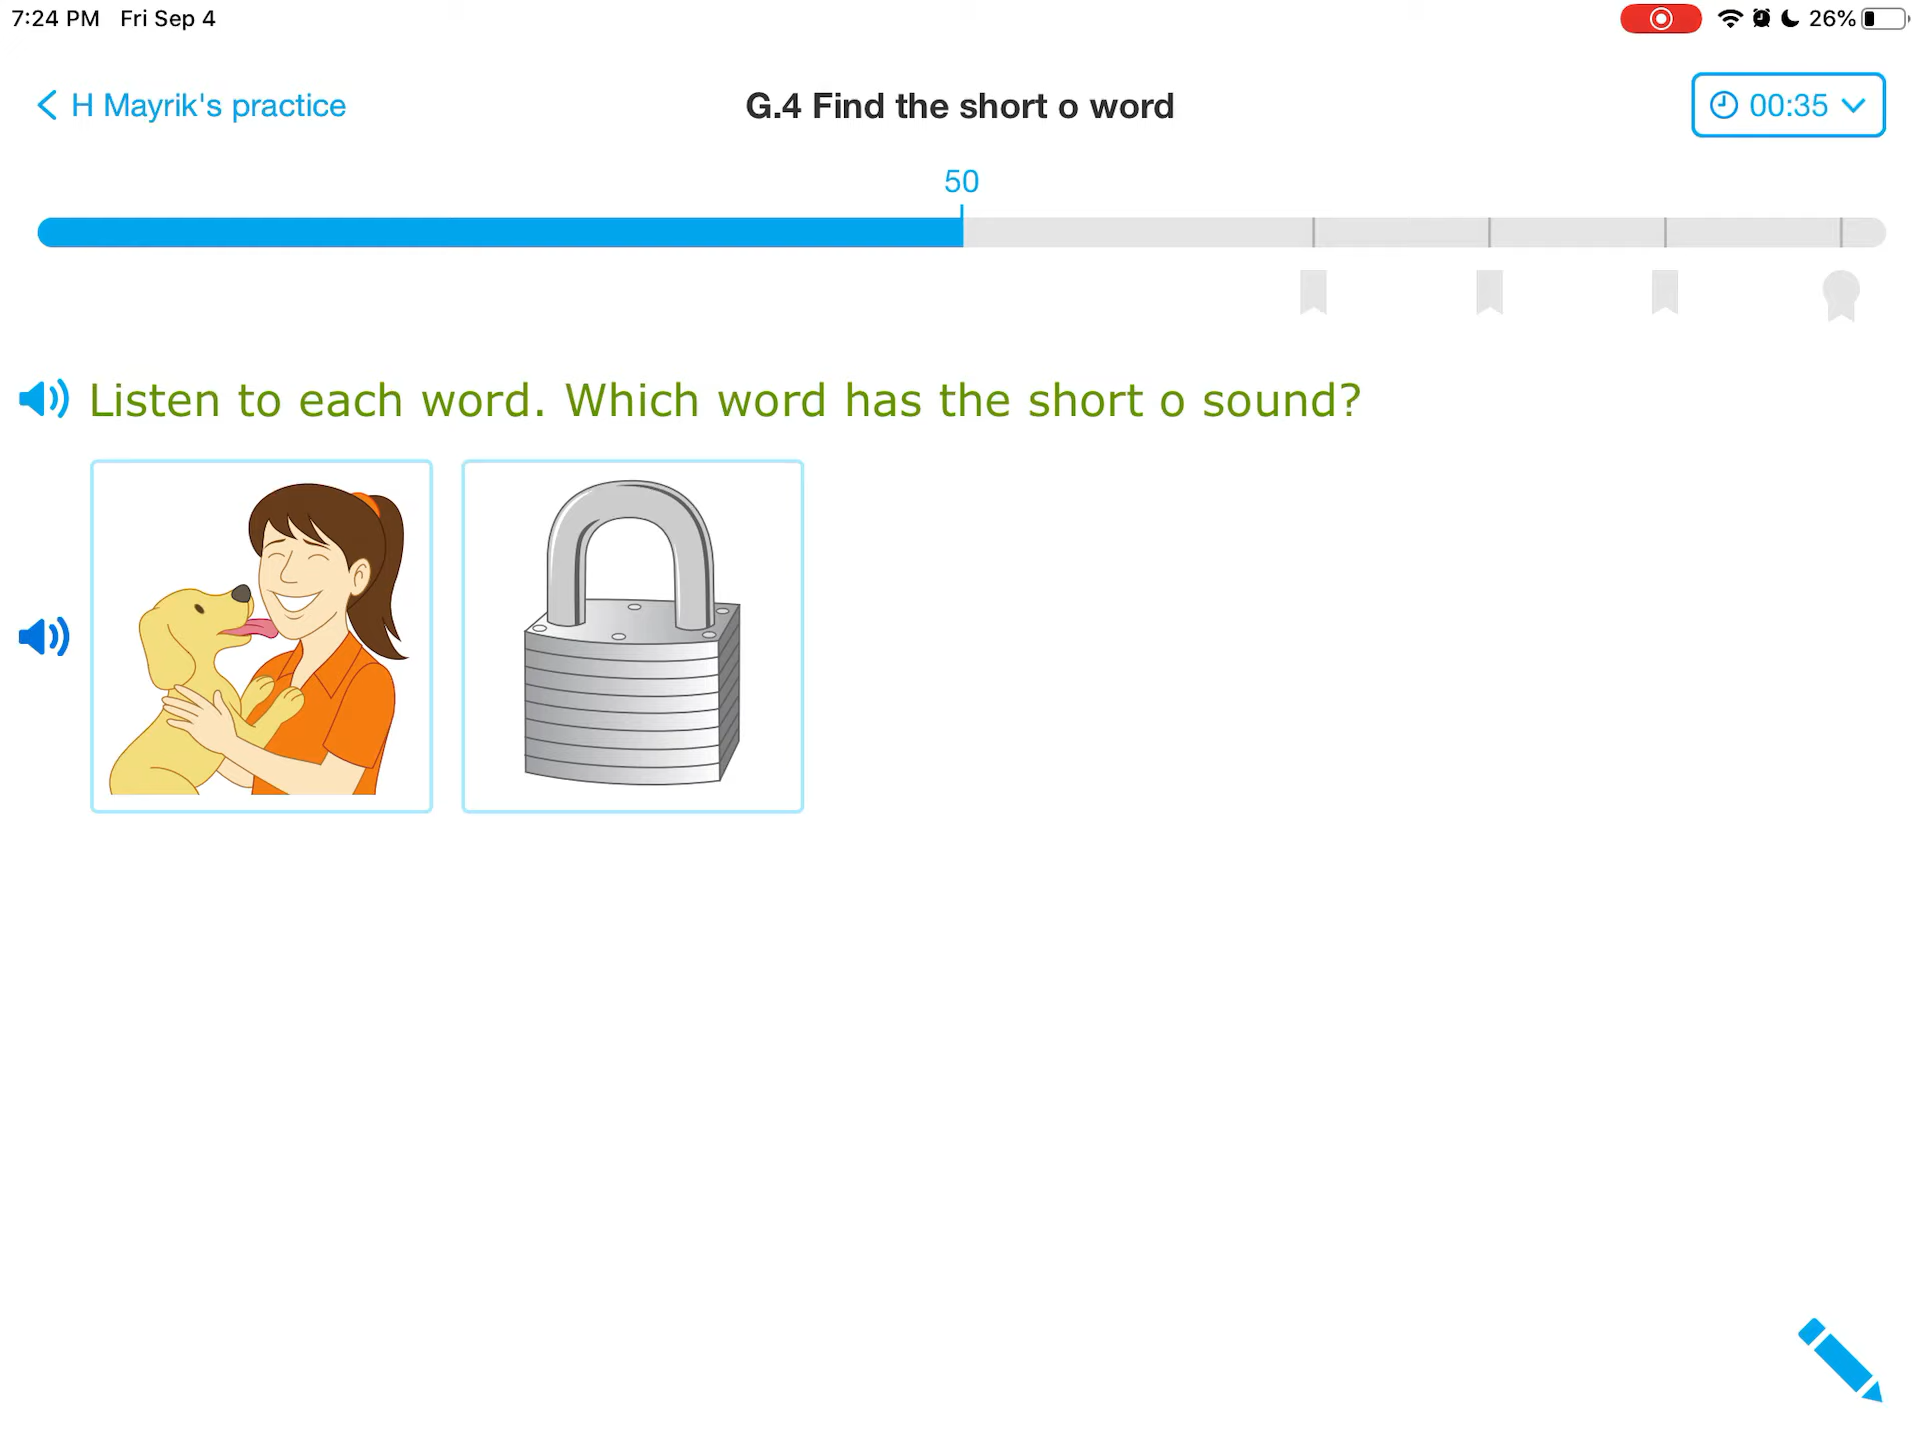 7:24 PM Fri Sep 4
26%
H Mayrik's practice
G.4 Find the short o word
00:35
50
Listen to each word. Which word has the short o sound?